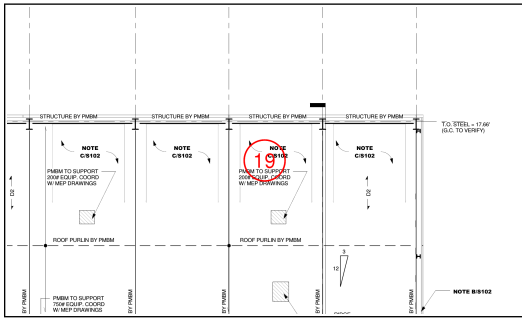 STRUCTURE BY PMBM
STRUCTURE BY PMBM
STRUCTURE BY PMBM
STRUCTURE BY PMBM
T.O. STEEL = 17.66'
(G.C. TO VERIFY)
NOTE
C/S102
NOTE
C/S102
NOTE
C/S102
NOTE
C/S102
19
PMBM TO SUPPORT
200# EQUIP. COORD
W/ MEP DRAWINGS
PMBM TO SUPPORT
200# EQUIP. COORD
W/ MEP DRAWINGS
D2
D2
ROOF PURLIN BY PMBM
ROOF PURLIN BY PMBM
3
12
PMBM TO SUPPORT
750# EQUIP. COORD
W/ MEP DRAWINGS
BY PMBM
BY PMBM
BY PMBM
BY PMBM
BY PMBM
NOTE B/S102